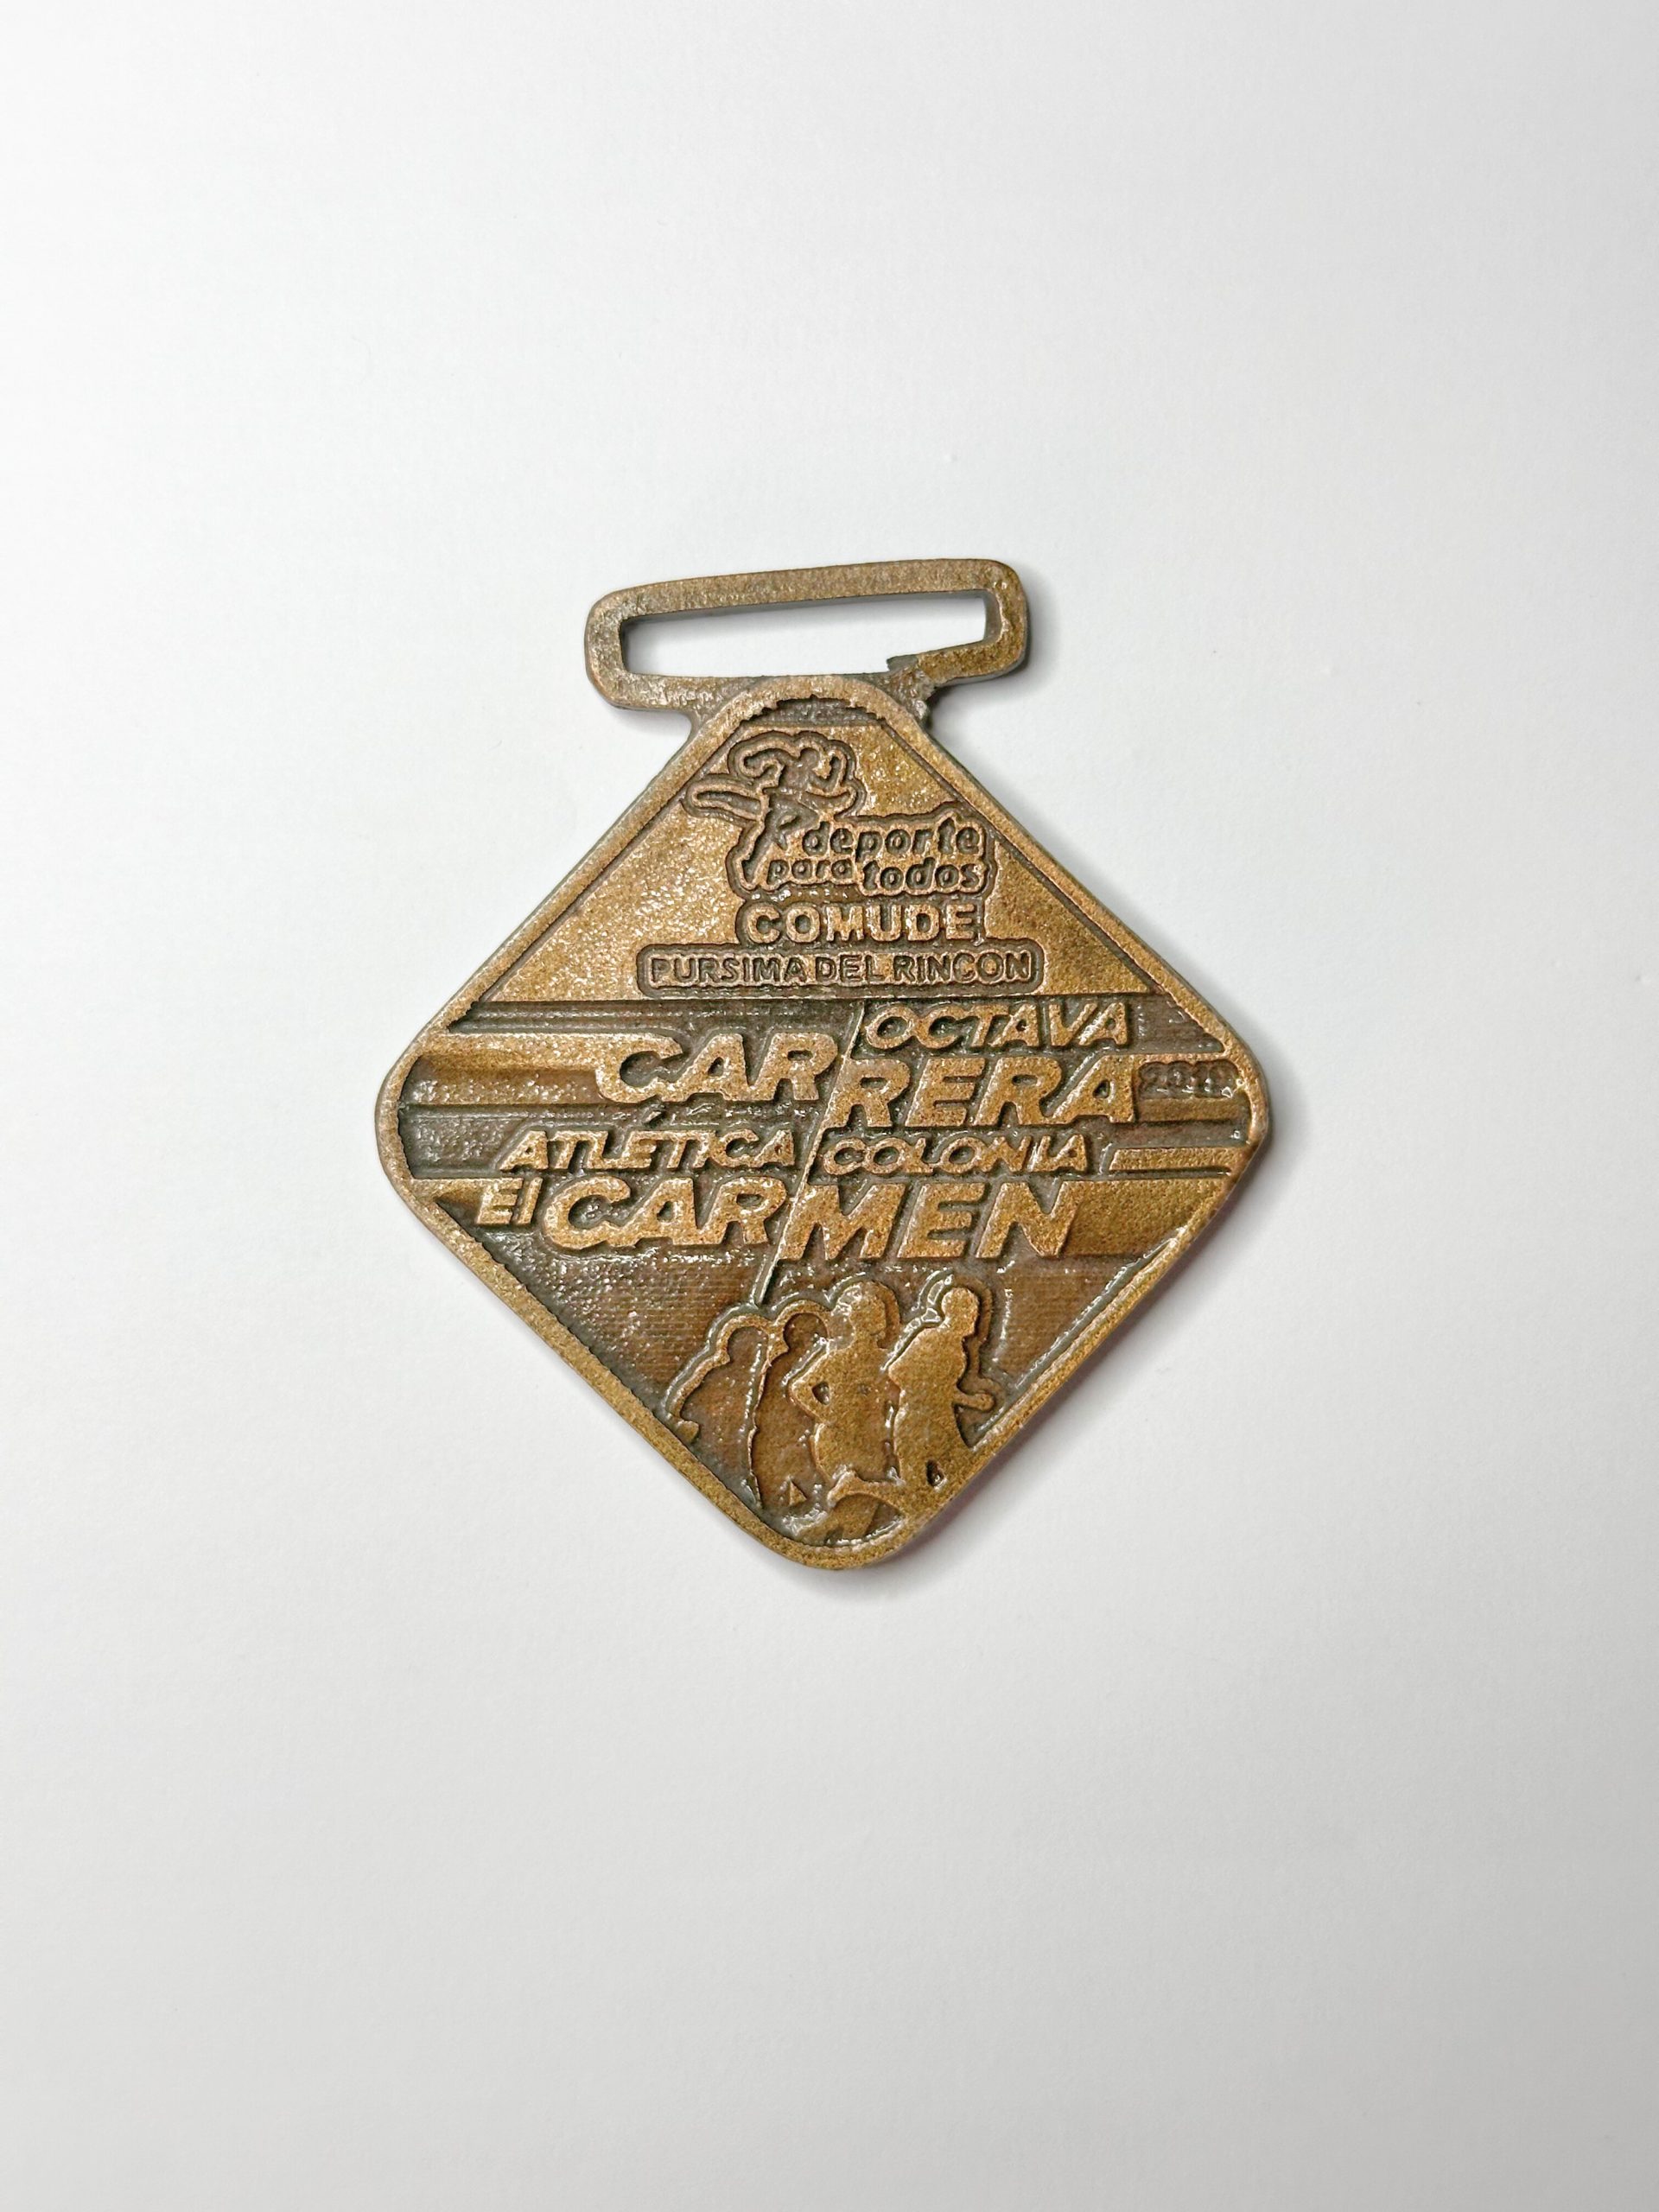 deporte
para todos
COMUDE
PURSIMA DEL RINCON
OCTAVA
CARRERA
ATLÉTICA COLONIA
El CARMEN